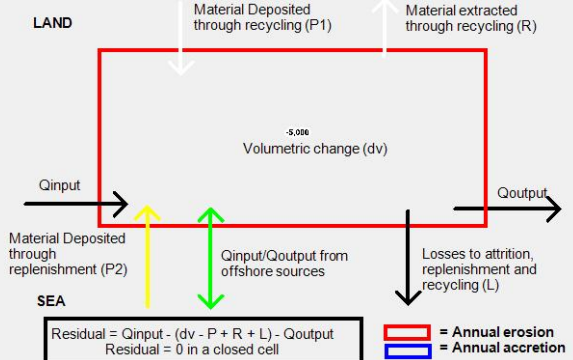 LAND
Material Deposited
through recycling (P1)
Material extracted
through recycling (R)
-5,000
Volumetric change (dv)
Qinput
Qoutput
Material Deposited
through
replenishment (P2)
Qinput/Qoutput from
offshore sources
Losses to attrition,
replenishment and
recycling (L)
SEA
Residual = Qinput - (dv - P + R + L) - Qoutput
Residual = 0 in a closed cell
= Annual erosion
= Annual accretion